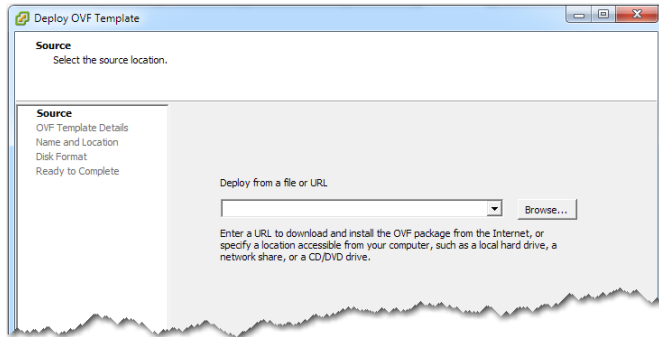 Deploy OVF Template
Source
Select the source location.
Source
OVF Template Details
Name and Location
Disk Format
Ready to Complete
Deploy from a file or URL
Browse...
Enter a URL to download and install the OVF package from the Internet, or
specify a location accessible from your computer, such as a local hard drive, a
network share, or a CD/DVD drive.